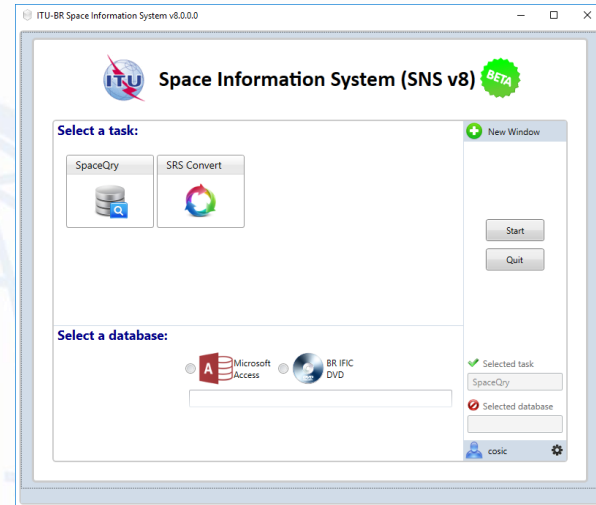 ITU-BR Space Information System v8.0.0.0
ITU
Space Information System (SNS v8)
BETA
Select a task:
New Window
SpaceQry
SRS Convert
Start
Quit
Select a database:
A
Microsoft
Access
BR IFIC
DVD
Selected task
SpaceQry
Selected database
cosic